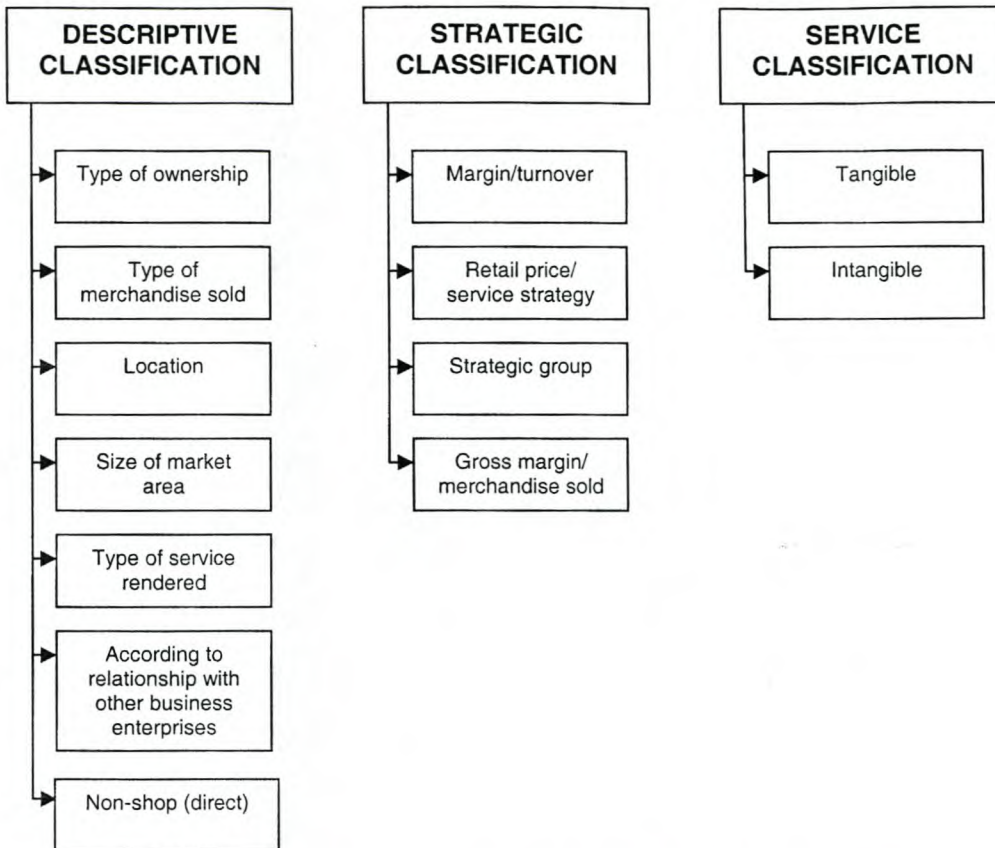 DESCRIPTIVE
CLASSIFICATION
Type of ownership
Type of
merchandise sold
Location
Size of market
area
Type of service
rendered
According to
relationship with
other business
enterprises
Non-shop (direct)
STRATEGIC
CLASSIFICATION
Margin/turnover
Retail price/
service strategy
Strategic group
Gross margin/
merchandise sold
SERVICE
CLASSIFICATION
Tangible
Intangible